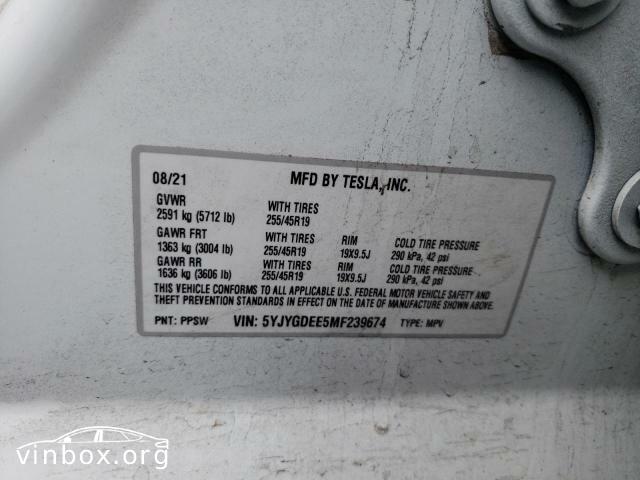 08/21 MFD BY TESLA, INC.
GVWR WITH TIRES
2591 kg (5712 lb) 255/45R19
GAWR FRT WITH TIRES RIM COLD TIRE PRESSURE
1363 kg (3004 lb) 255/45R19 19X9.5J 290 kPa, 42 psi
GAWR RR WITH TIRES RIM COLD TIRE PRESSURE
1636 kg (3606 lb) 255/45R19 19X9.5J 290 kPa, 42 psi
THIS VEHICLE CONFORMS TO ALL APPLICABLE U.S. FEDERAL MOTOR VEHICLE SAFETY AND
THEFT PREVENTION STANDARDS IN EFFECT ON THE DATE OF MANUFACTURE SHOWN ABOVE.
PNT: PPSW VIN: 5YJYGDEE5MF239674 TYPE: MPV
vinbox.org